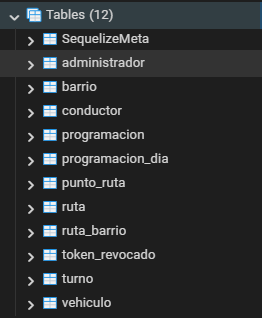 Tables (12)
SequelizeMeta
administrador
barrio
conductor
programacion
programacion_dia
punto_ruta
ruta
ruta_barrio
token_revocado
turno
vehiculo